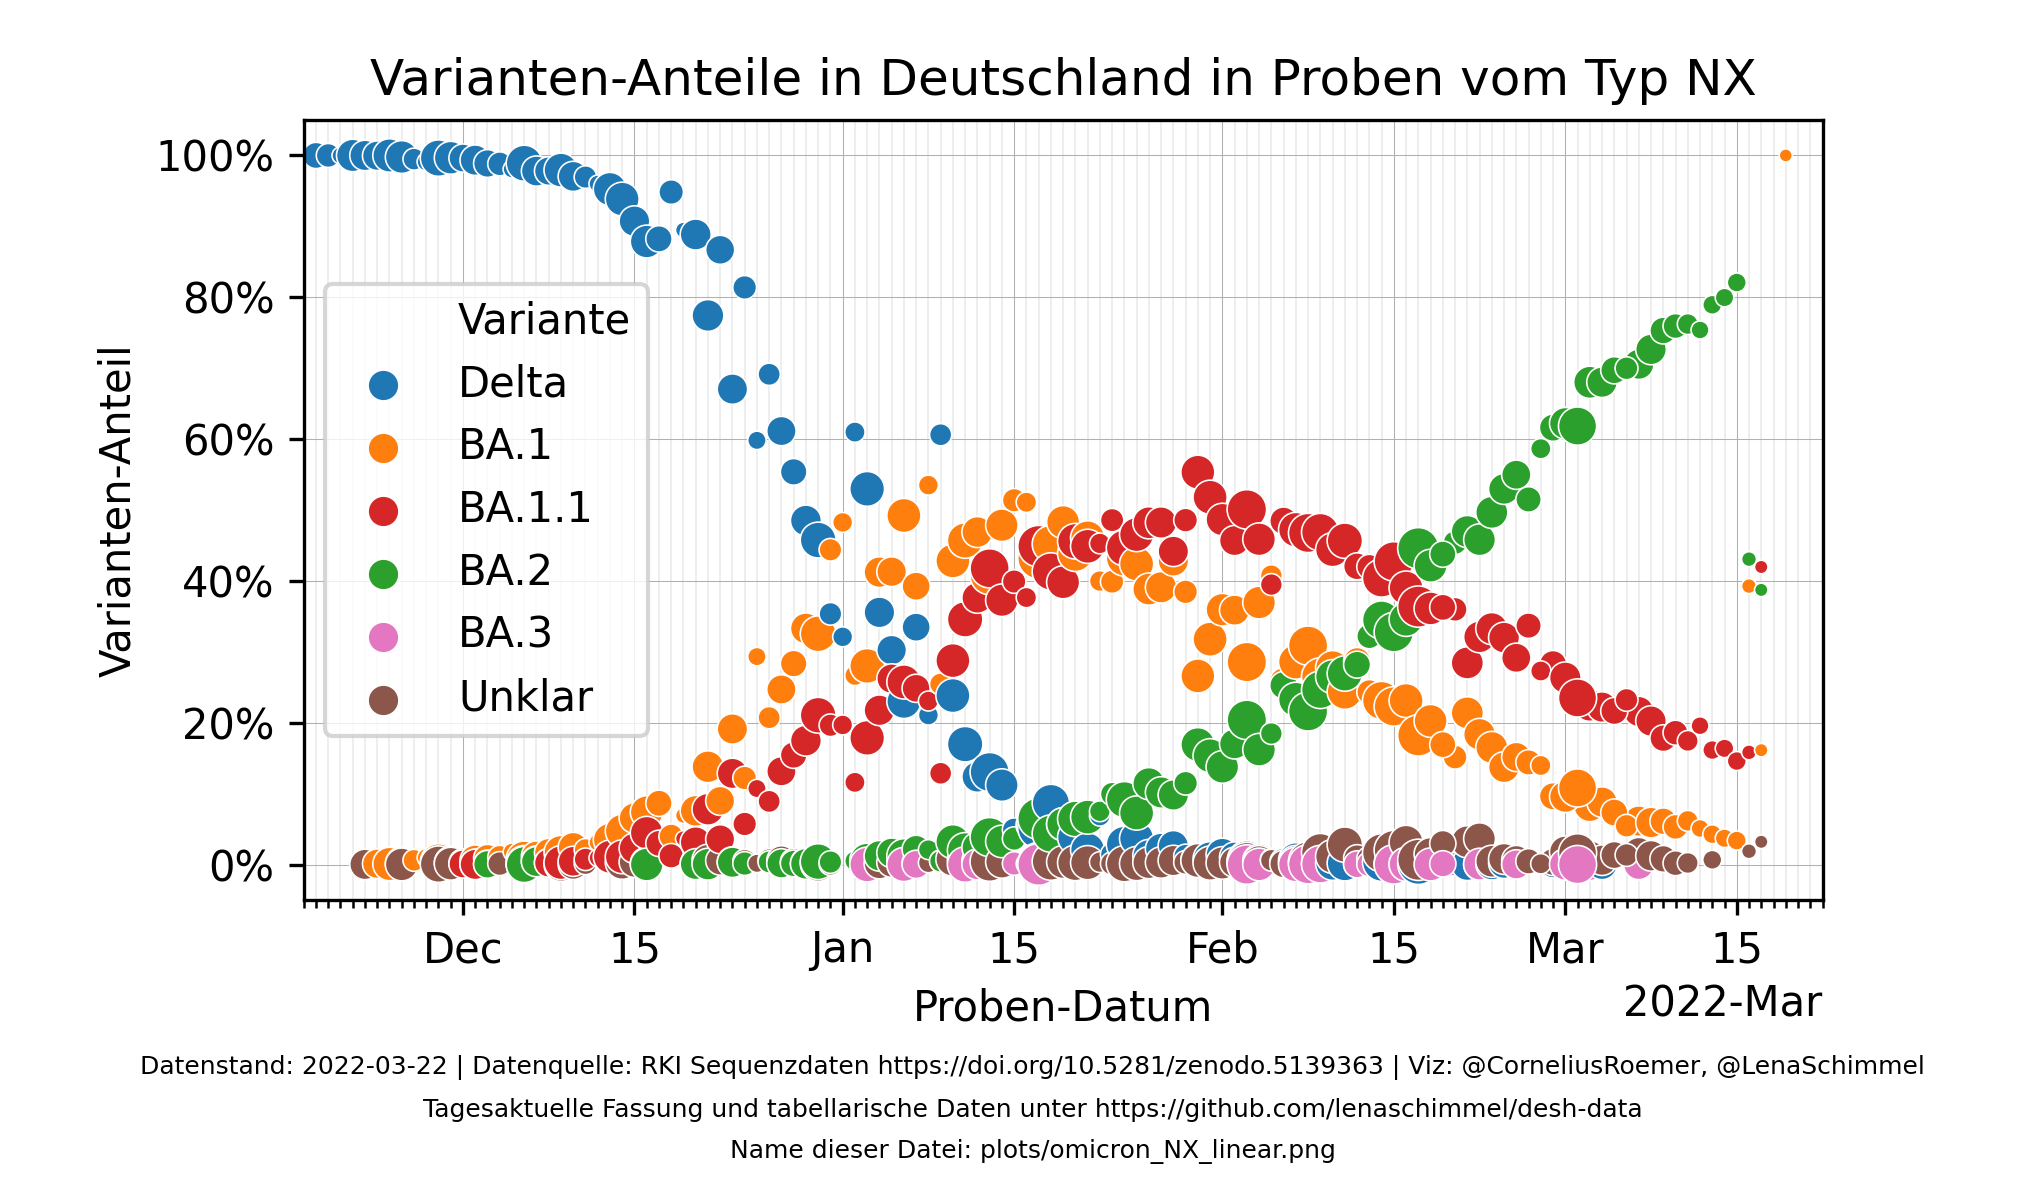 Varianten-Anteile in Deutschland in Proben vom Typ NX
Varianten-Anteil
100%
80%
60%
40%
20%
0%
Variante
Delta
BA.1
BA.1.1
BA.2
BA.3
Unklar
Dec 15 Jan 15 Feb 15 Mar 15
Proben-Datum
2022-Mar
Datenstand: 2022-03-22 | Datenquelle: RKI Sequenzdaten https://doi.org/10.5281/zenodo.5139363 | Viz: @CorneliusRoemer, @LenaSchimmel
Tagesaktuelle Fassung und tabellarische Daten unter https://github.com/lenaschimmel/desh-data
Name dieser Datei: plots/omicron_NX_linear.png